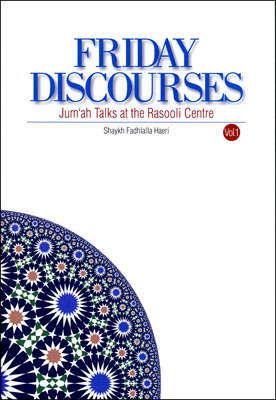 FRIDAY
DISCOURSES
Jum'ah Talks at the Rasooli Centre
Shaykh Fadhlalla Haeri
Vol.1